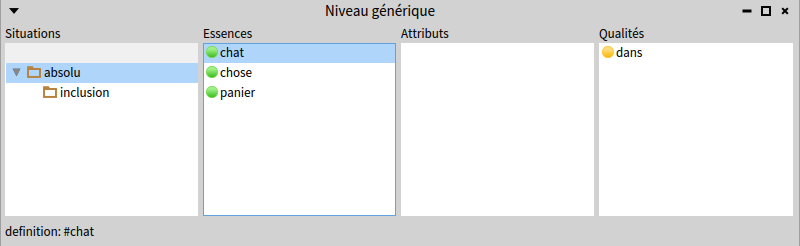 Niveau générique
Situations Essences Attributs Qualités
absolu chat dans
inclusion chose
panier
definition: #chat